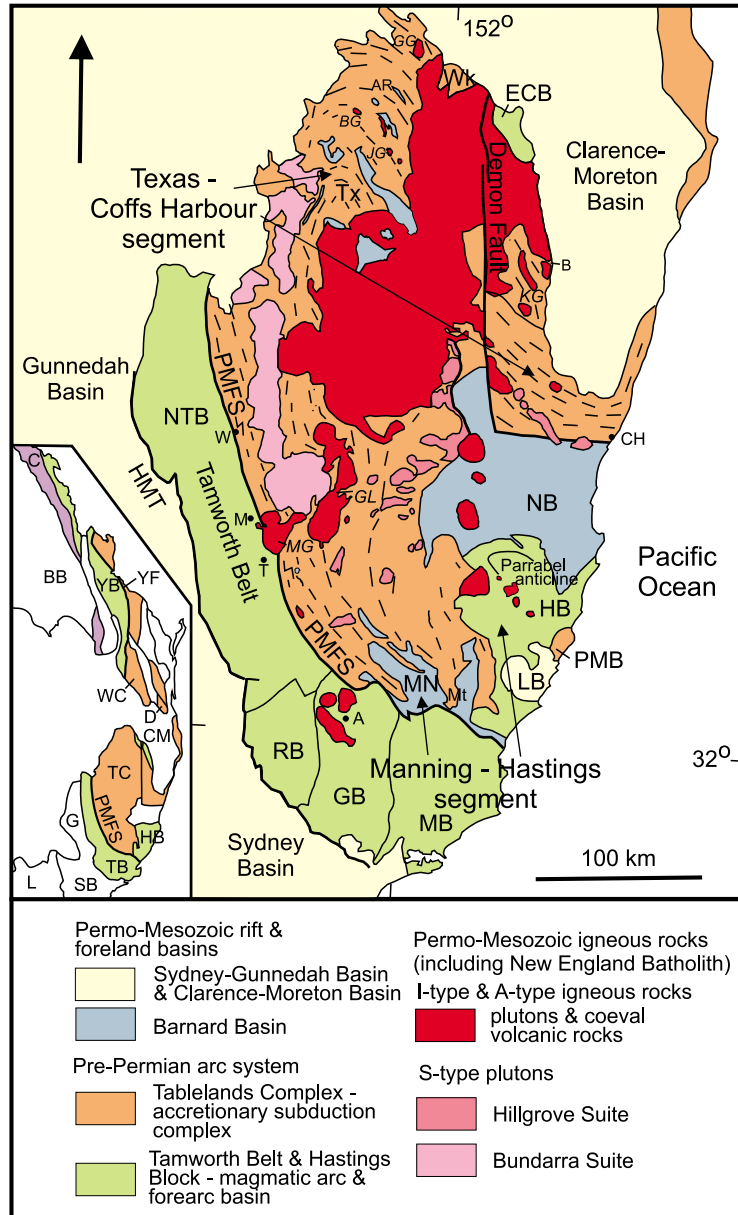 152°
GG
Wk
AR
ECB
BG
JG
Clarence-
Moreton
Basin
Demon Fault
Texas -
Coffs Harbour
segment
Tx
B
KG
Gunnedah
Basin
PMFS
NTB
W
CH
HMT
Tamworth Belt
GL
NB
M
MG
T
Pacific
Ocean
Parrabel
anticline
HB
PMFS
PMB
LB
MN
Mt
A
RB
GB
MB
32°
Manning - Hastings
segment
Sydney
Basin
100 km
C
BB
YB
YF
WC
D
CM
TC
G
PMFS
HB
TB
L
SB
Permo-Mesozoic rift &
foreland basins
Sydney-Gunnedah Basin
& Clarence-Moreton Basin
Barnard Basin
Pre-Permian arc system
Tablelands Complex -
accretionary subduction
complex
Tamworth Belt & Hastings
Block - magmatic arc &
forearc basin
Permo-Mesozoic igneous rocks
(including New England Batholith)
I-type & A-type igneous rocks
plutons & coeval
volcanic rocks
S-type plutons
Hillgrove Suite
Bundarra Suite